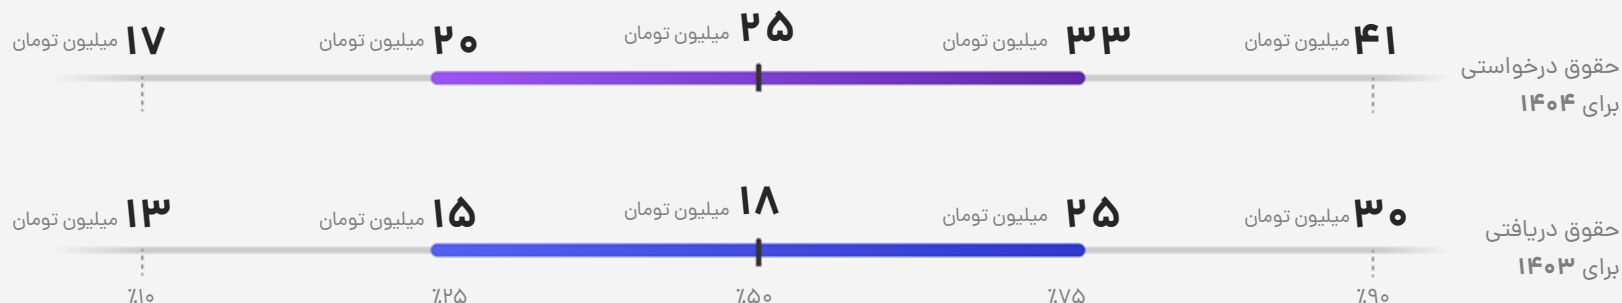 حقوق درخواستی
برای ۱۴۰۴
۴۱ میلیون تومان
۳۳ میلیون تومان
۲۵ میلیون تومان
۲۰ میلیون تومان
۱۷ میلیون تومان
حقوق دریافتی
برای ۱۴۰۳
۳۰ میلیون تومان
۲۵ میلیون تومان
۱۸ میلیون تومان
۱۵ میلیون تومان
۱۳ میلیون تومان
٪۹۰
٪۷۵
٪۵۰
٪۲۵
٪۱۰